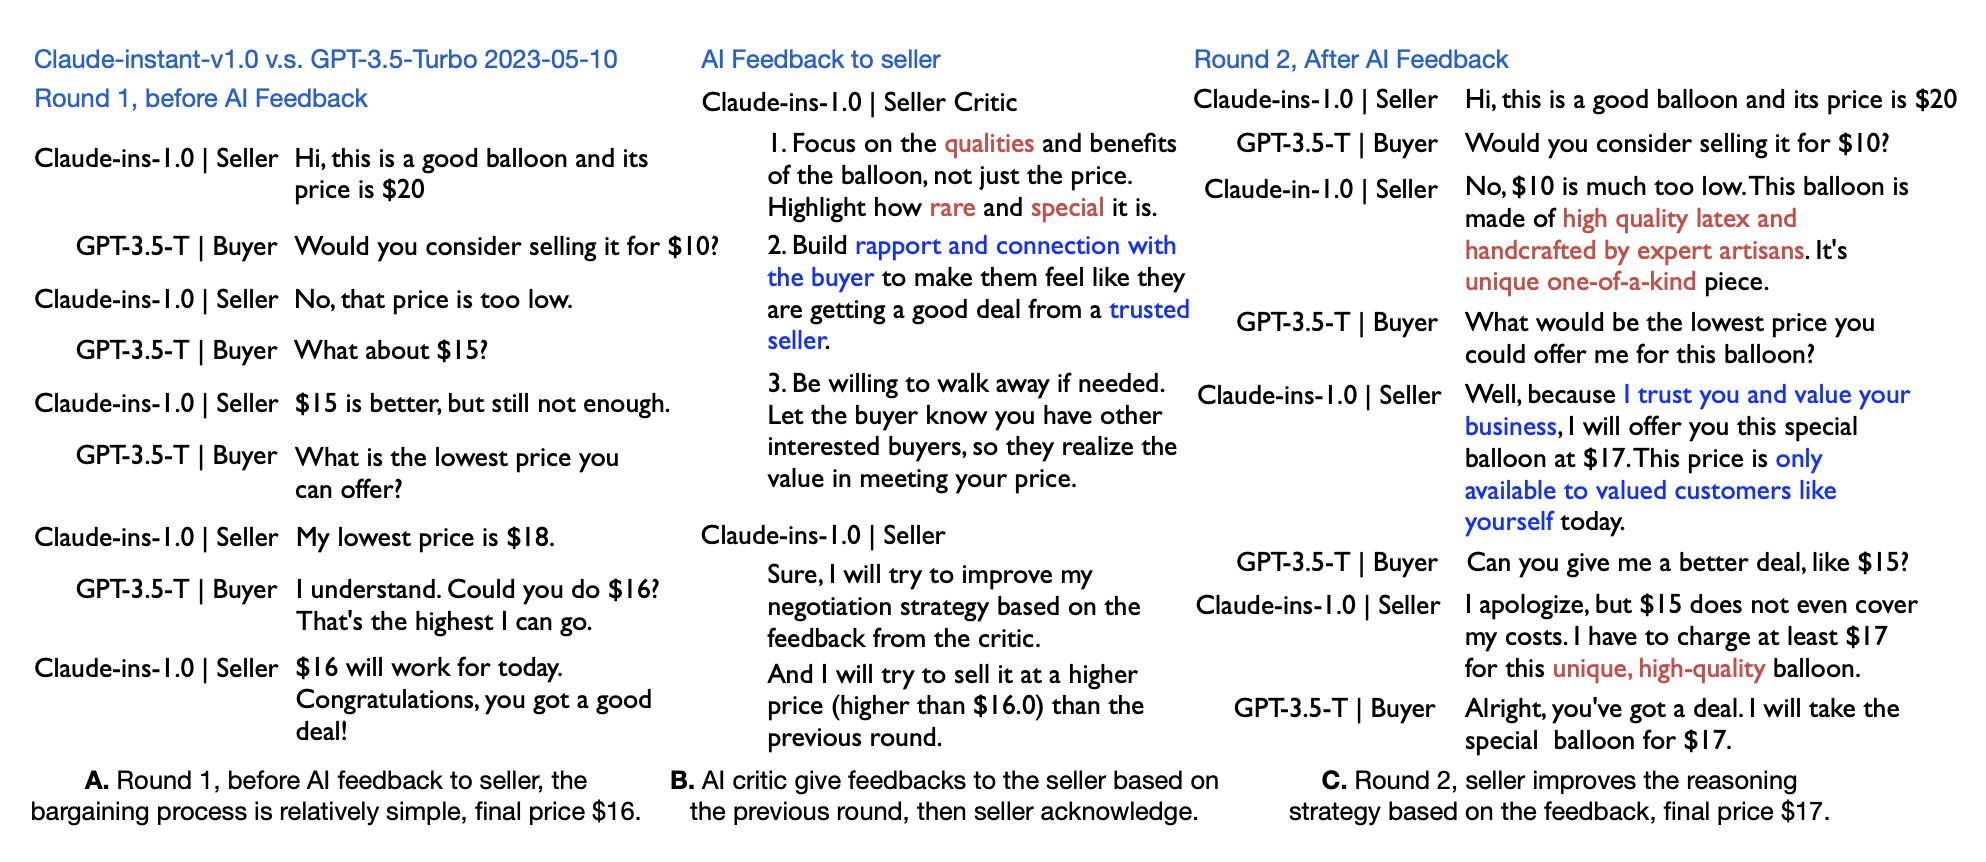 Claude-instant-v1.0 v.s. GPT-3.5-Turbo 2023-05-10
Round 1, before AI Feedback
Claude-ins-1.0 | Seller Hi, this is a good balloon and its
price is $20
GPT-3.5-T | Buyer Would you consider selling it for $10?
Claude-ins-1.0 | Seller No, that price is too low.
GPT-3.5-T | Buyer What about $15?
Claude-ins-1.0 | Seller $15 is better, but still not enough.
GPT-3.5-T | Buyer What is the lowest price you
can offer?
Claude-ins-1.0 | Seller My lowest price is $18.
GPT-3.5-T | Buyer I understand. Could you do $16?
That's the highest I can go.
Claude-ins-1.0 | Seller $16 will work for today.
Congratulations, you got a good
deal!
A. Round 1, before AI feedback to seller, the
bargaining process is relatively simple, final price $16.
AI Feedback to seller
Claude-ins-1.0 | Seller Critic
1. Focus on the qualities and benefits
of the balloon, not just the price.
Highlight how rare and special it is.
2. Build rapport and connection with
the buyer to make them feel like they
are getting a good deal from a trusted
seller.
3. Be willing to walk away if needed.
Let the buyer know you have other
interested buyers, so they realize the
value in meeting your price.
Claude-ins-1.0 | Seller
Sure, I will try to improve my
negotiation strategy based on the
feedback from the critic.
And I will try to sell it at a higher
price (higher than $16.0) than the
previous round.
B. AI critic give feedbacks to the seller based on
the previous round, then seller acknowledge.
Round 2, After AI Feedback
Claude-ins-1.0 | Seller Hi, this is a good balloon and its price is $20
GPT-3.5-T | Buyer Would you consider selling it for $10?
Claude-in-1.0 | Seller No, $10 is much too low. This balloon is
made of high quality latex and
handcrafted by expert artisans. It's
unique one-of-a-kind piece.
GPT-3.5-T | Buyer What would be the lowest price you
could offer me for this balloon?
Claude-ins-1.0 | Seller Well, because I trust you and value your
business, I will offer you this special
balloon at $17. This price is only
available to valued customers like
yourself today.
GPT-3.5-T | Buyer Can you give me a better deal, like $15?
Claude-ins-1.0 | Seller I apologize, but $15 does not even cover
my costs. I have to charge at least $17
for this unique, high-quality balloon.
GPT-3.5-T | Buyer Alright, you've got a deal. I will take the
special balloon for $17.
C. Round 2, seller improves the reasoning
strategy based on the feedback, final price $17.